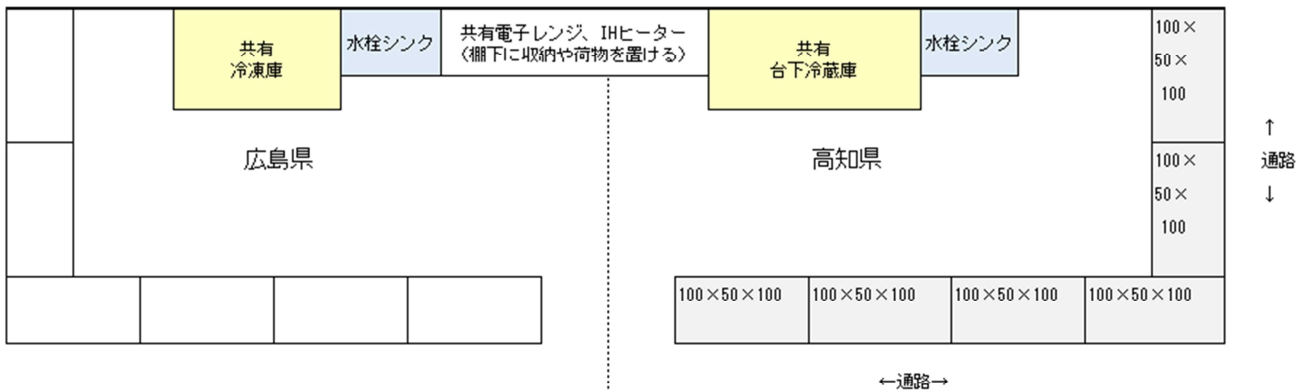 共有
冷凍庫
水栓シンク
共有電子レンジ、IHヒーター
(棚下に収納や荷物を置ける)
共有
台下冷蔵庫
水栓シンク
100×
50×
100
広島県
高知県
↑
通路
↓
100×
50×
100
100×50×100
100×50×100
100×50×100
100×50×100
←通路→